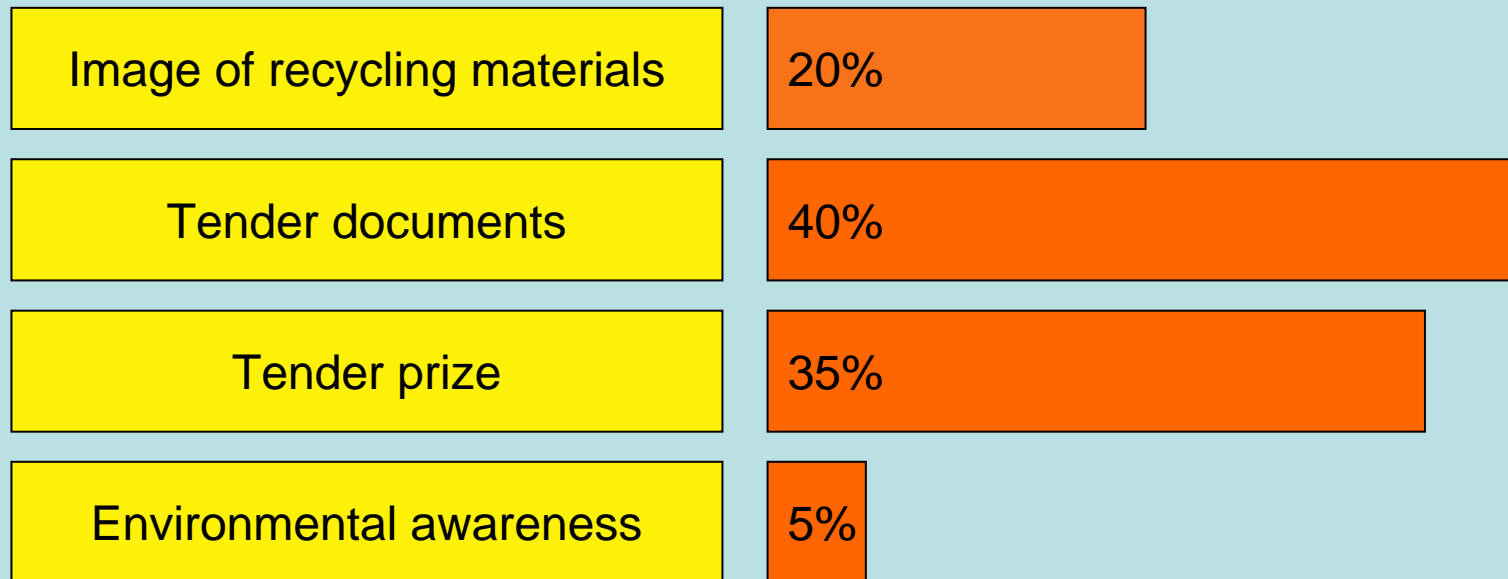 Image of recycling materials 20%
Tender documents 40%
Tender prize 35%
Environmental awareness 5%